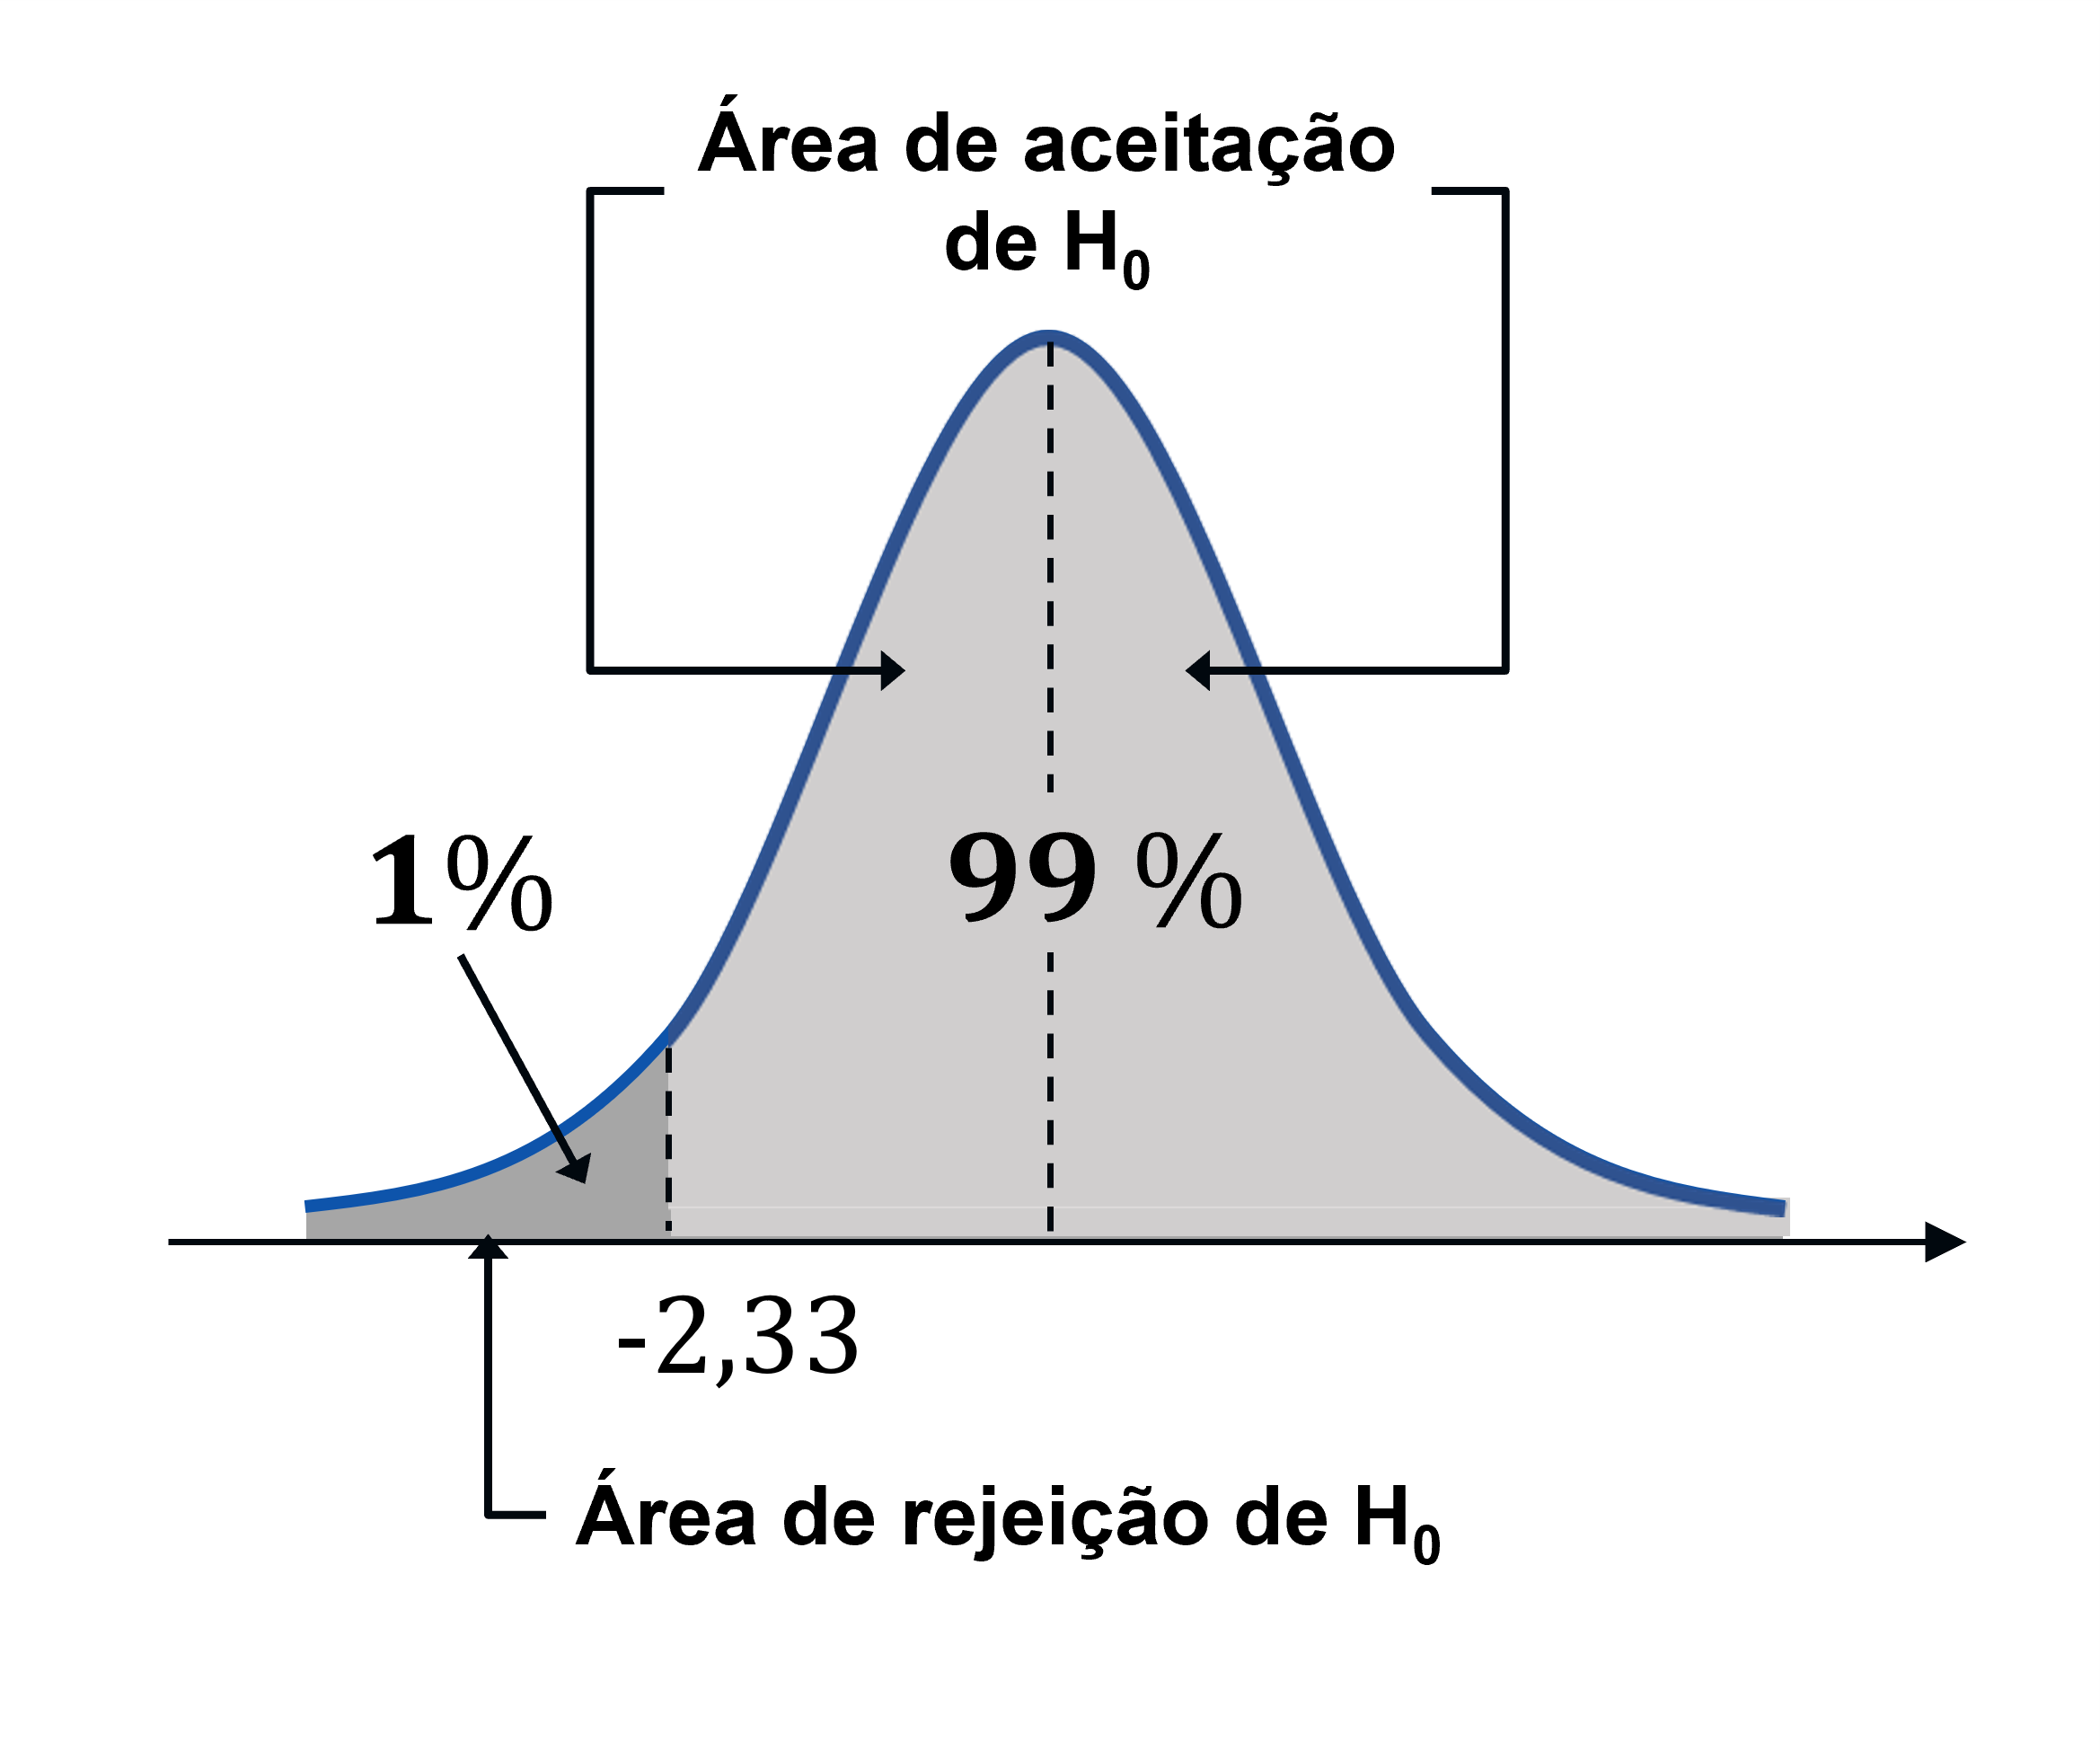 Área de aceitação
de H₀
1%
99 %
-2,33
Área de rejeição de H₀